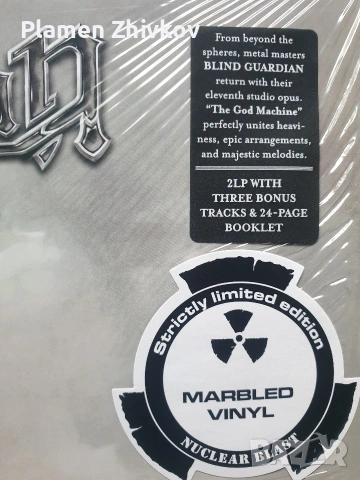 Plamen Zhivkov
From beyond the
spheres, metal masters
BLIND GUARDIAN
return with their
eleventh studio opus.
“The God Machine”
perfectly unites heavi-
ness, epic arrangements,
and majestic melodies.
2LP WITH
THREE BONUS
TRACKS & 24-PAGE
BOOKLET
Strictly limited edition
MARBLED
VINYL
NUCLEAR BLAST
BAZAR